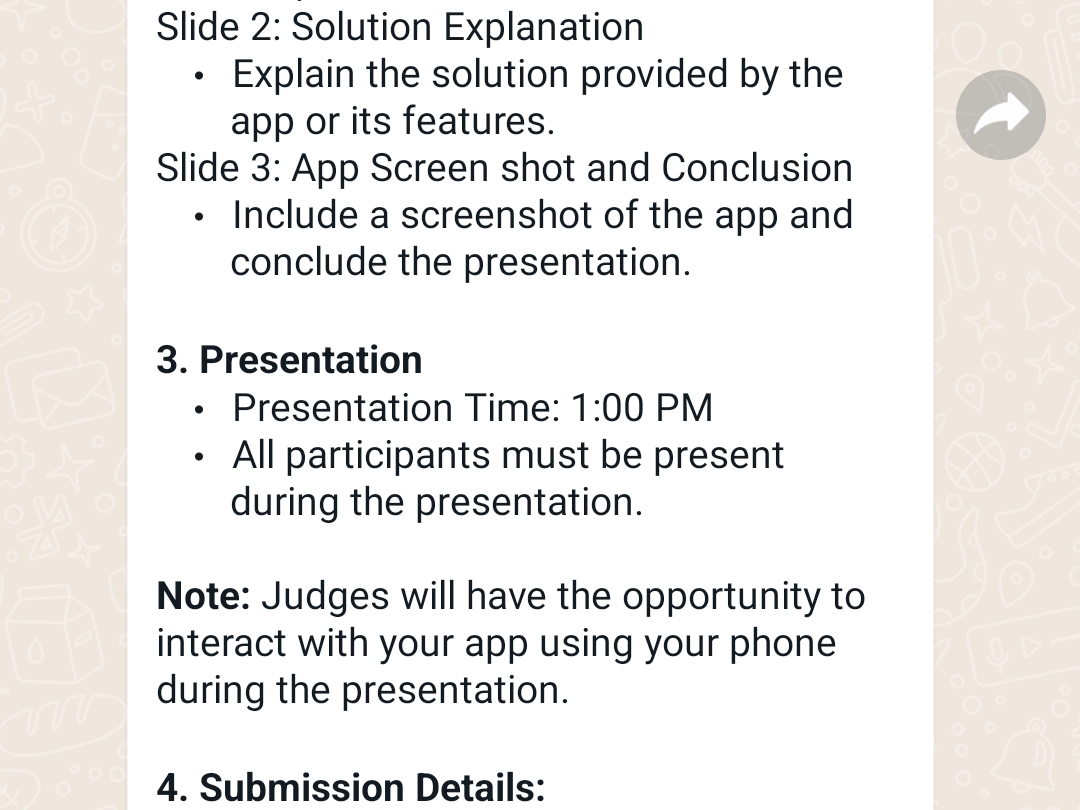 Slide 2: Solution Explanation
• Explain the solution provided by the
app or its features.
Slide 3: App Screen shot and Conclusion
• Include a screenshot of the app and
conclude the presentation.
3. Presentation
• Presentation Time: 1:00 PM
• All participants must be present
during the presentation.
Note: Judges will have the opportunity to
interact with your app using your phone
during the presentation.
4. Submission Details: